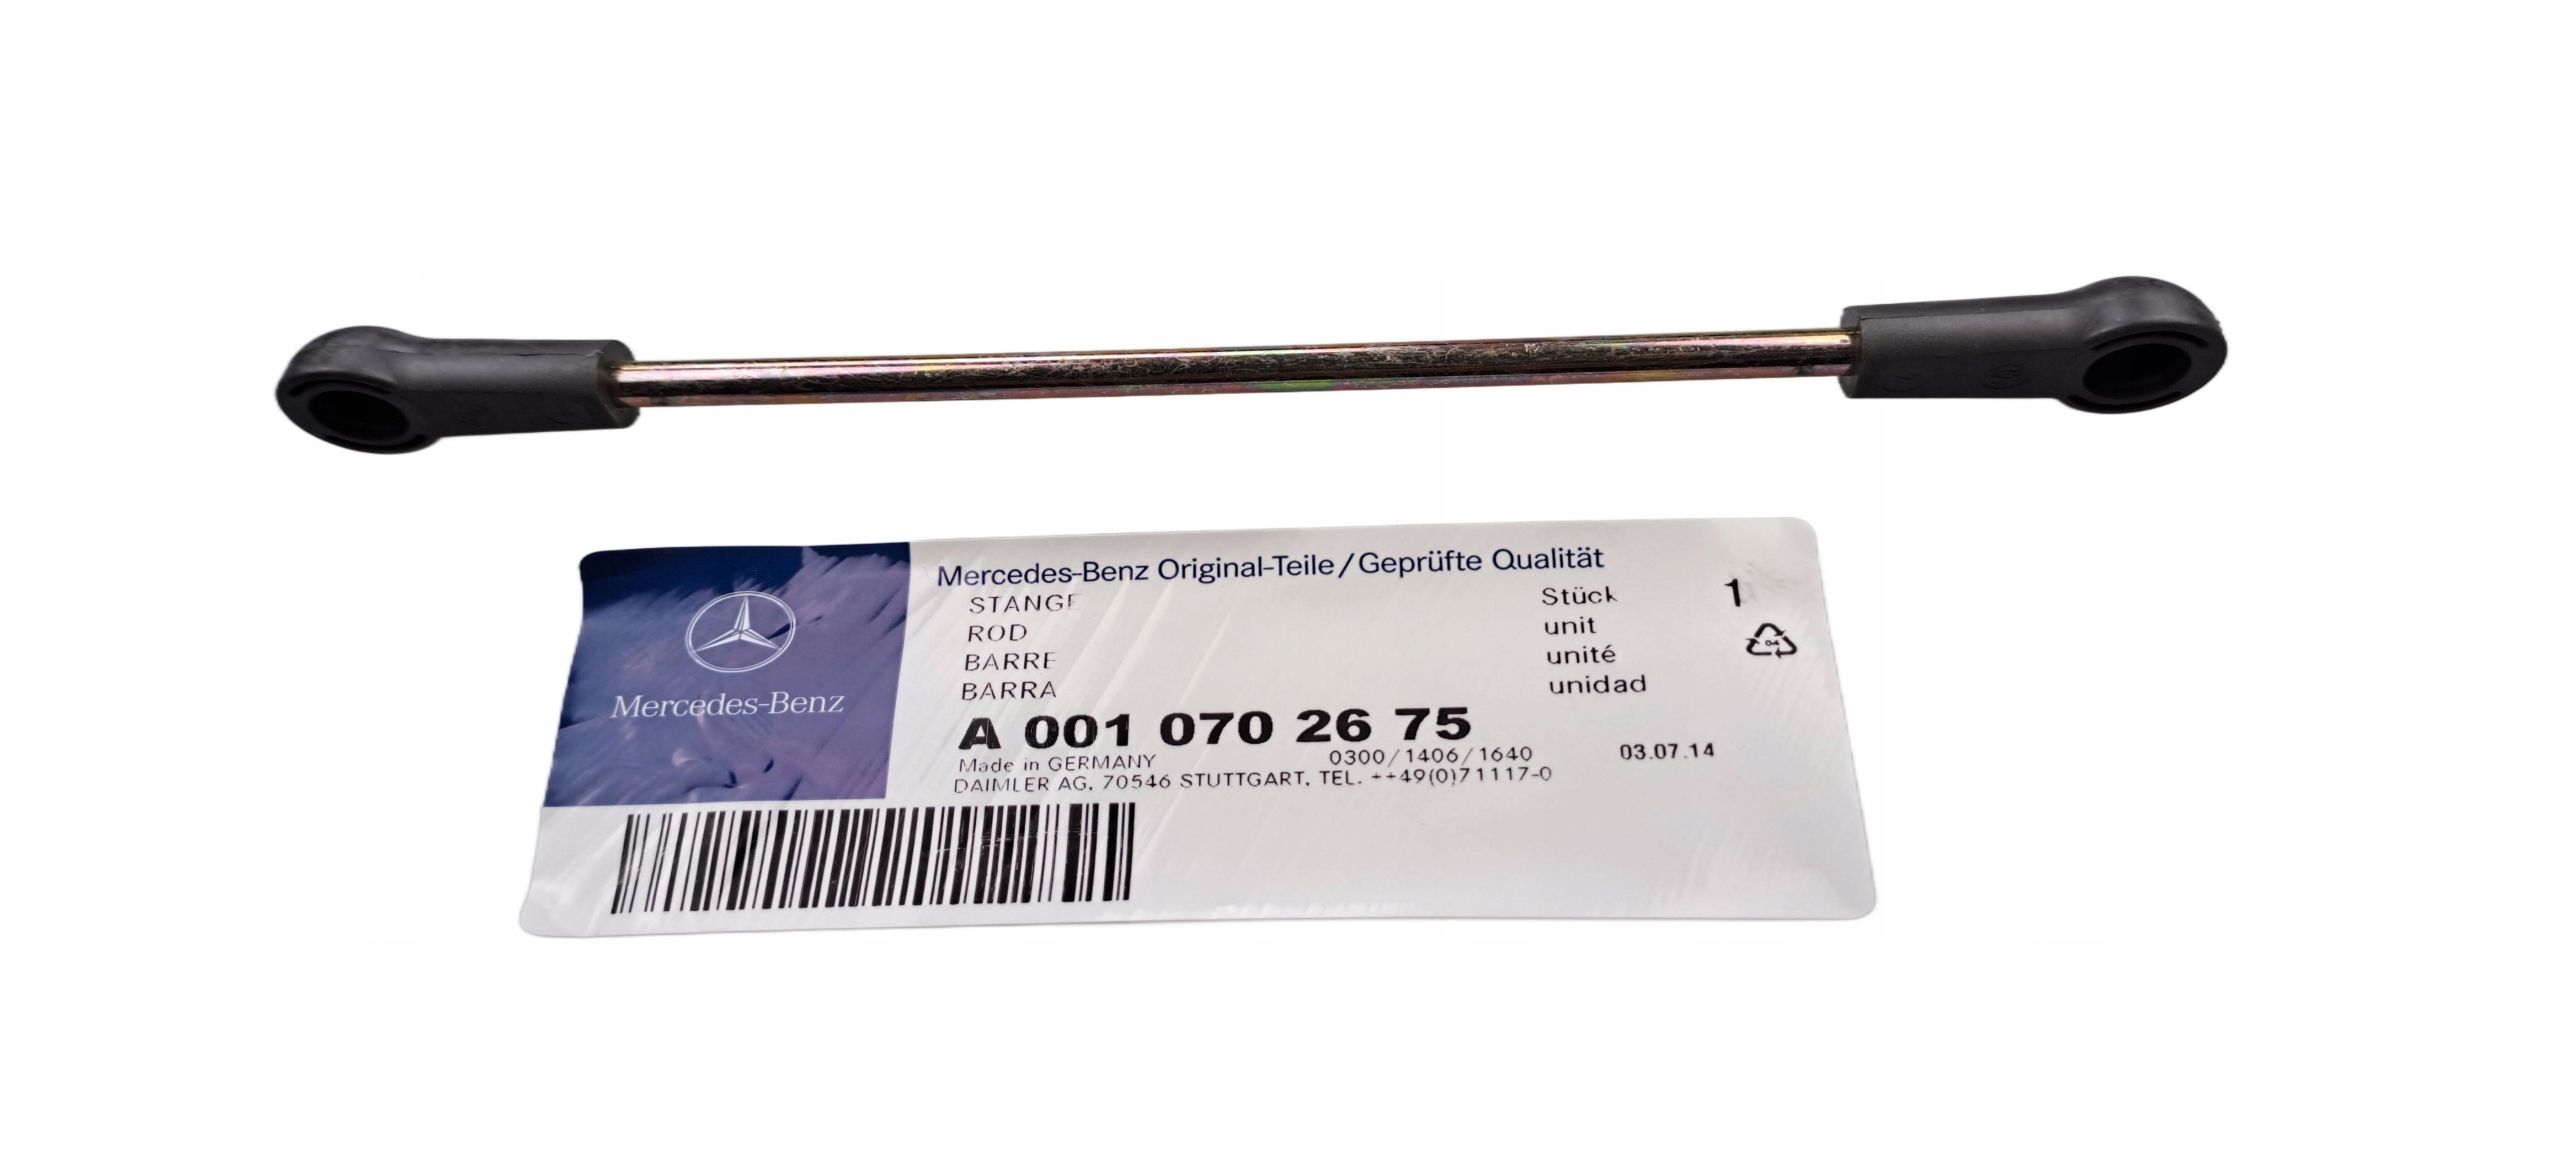 Mercedes-Benz Original-Teile/Geprüfte Qualität
STANGE Stück 1
ROD unit
BARRE unité
BARRA unidad
04
Mercedes-Benz
A 001 070 26 75
Made in GERMANY 0300/1406/1640 03.07.14
DAIMLER AG, 70546 STUTTGART, TEL. ++49(0)71117-0